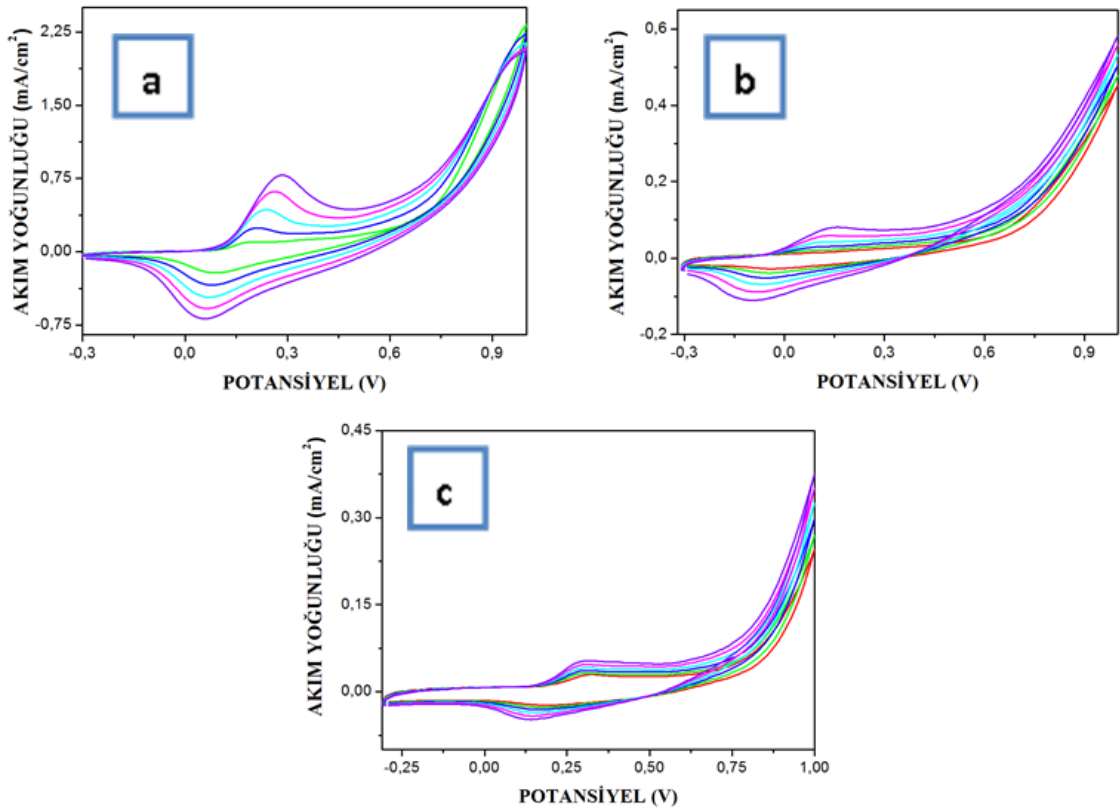 a
AKIM YOĞUNLUĞU (mA/cm²)
2,25
1,50
0,75
0,00
-0,75
-0,3 0,0 0,3 0,6 0,9
POTANSİYEL (V)
b
AKIM YOĞUNLUĞU (mA/cm²)
0,6
0,4
0,2
0,0
-0,2
-0,3 0,0 0,3 0,6 0,9
POTANSİYEL (V)
c
AKIM YOĞUNLUĞU (mA/cm²)
0,45
0,30
0,15
0,00
-0,25 0,00 0,25 0,50 0,75 1,00
POTANSİYEL (V)